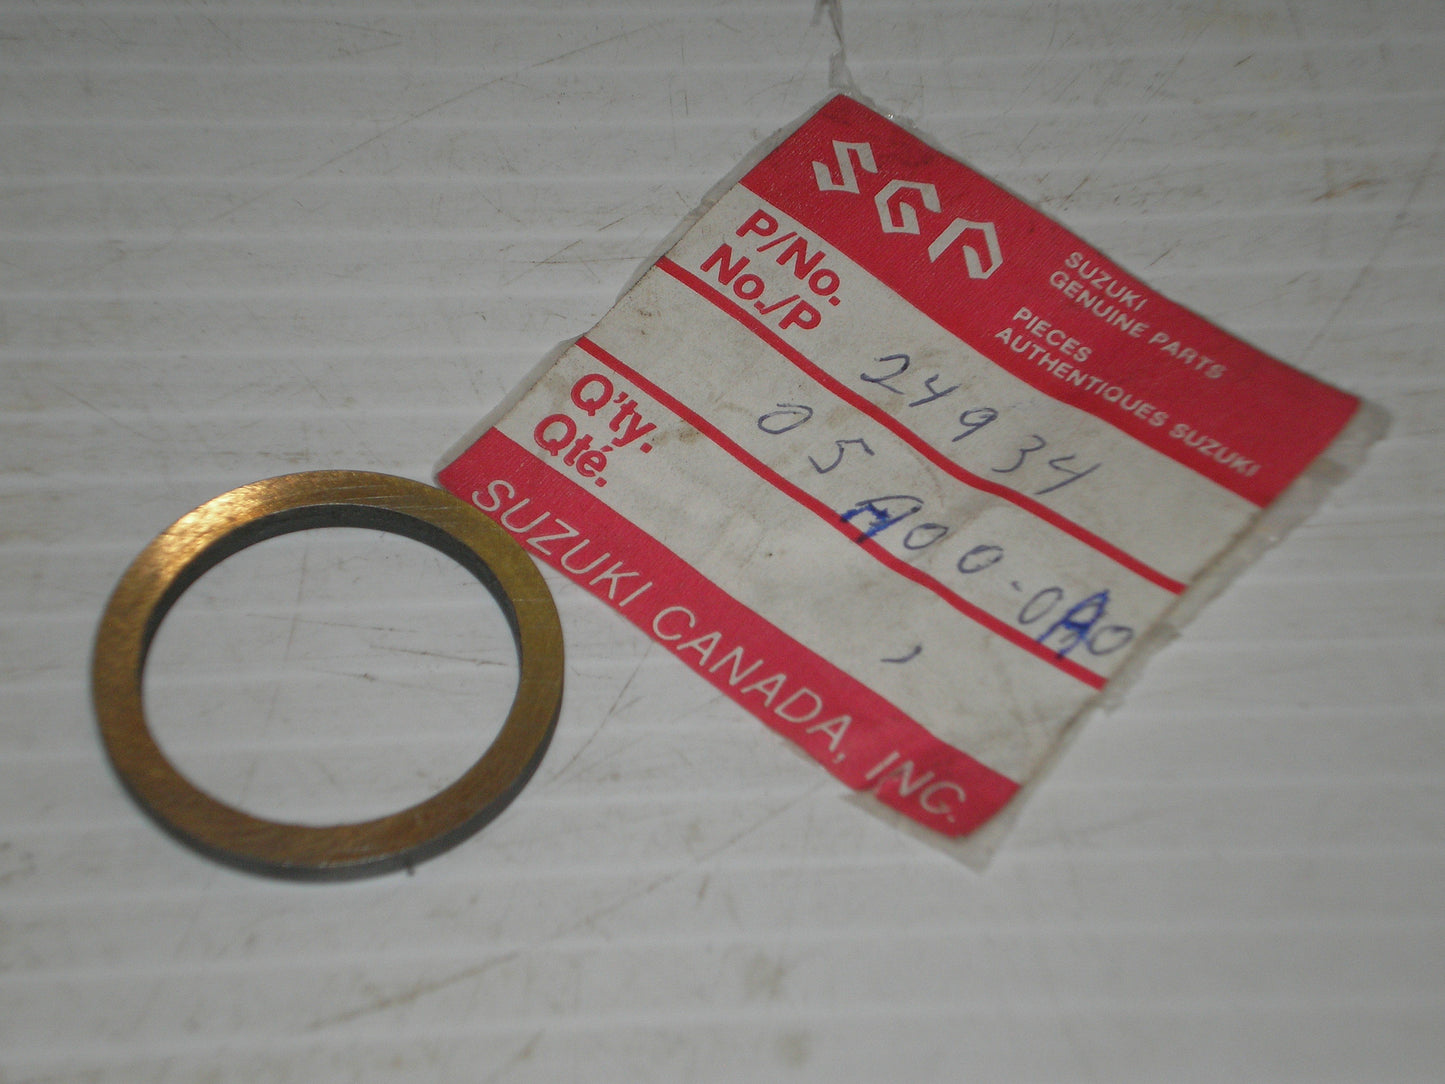 SGP
SUZUKI
GENUINE PARTS
PIECES
AUTHENTIQUES SUZUKI
P/No.
No./P
24934
05A00-0A0
Q'ty.
Qté.
SUZUKI CANADA, INC.